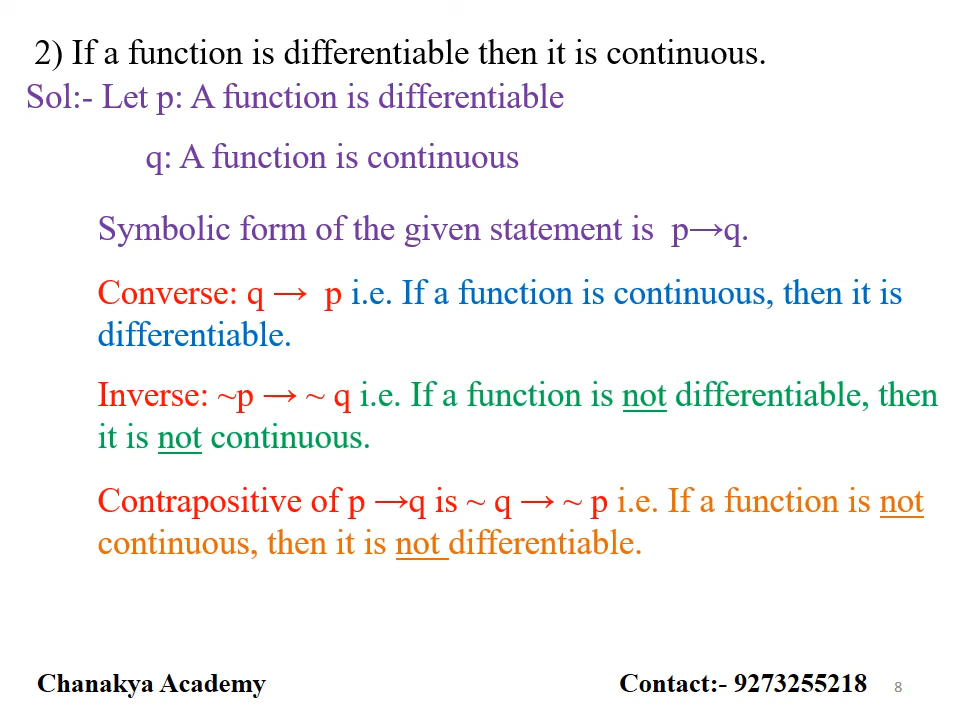 2) If a function is differentiable then it is continuous.
Sol:- Let p: A function is differentiable
q: A function is continuous
Symbolic form of the given statement is p→q.
Converse: q → p i.e. If a function is continuous, then it is
differentiable.
Inverse: ~p → ~ q i.e. If a function is not differentiable, then
it is not continuous.
Contrapositive of p →q is ~ q → ~ p i.e. If a function is not
continuous, then it is not differentiable.
Chanakya Academy Contact:- 9273255218 8